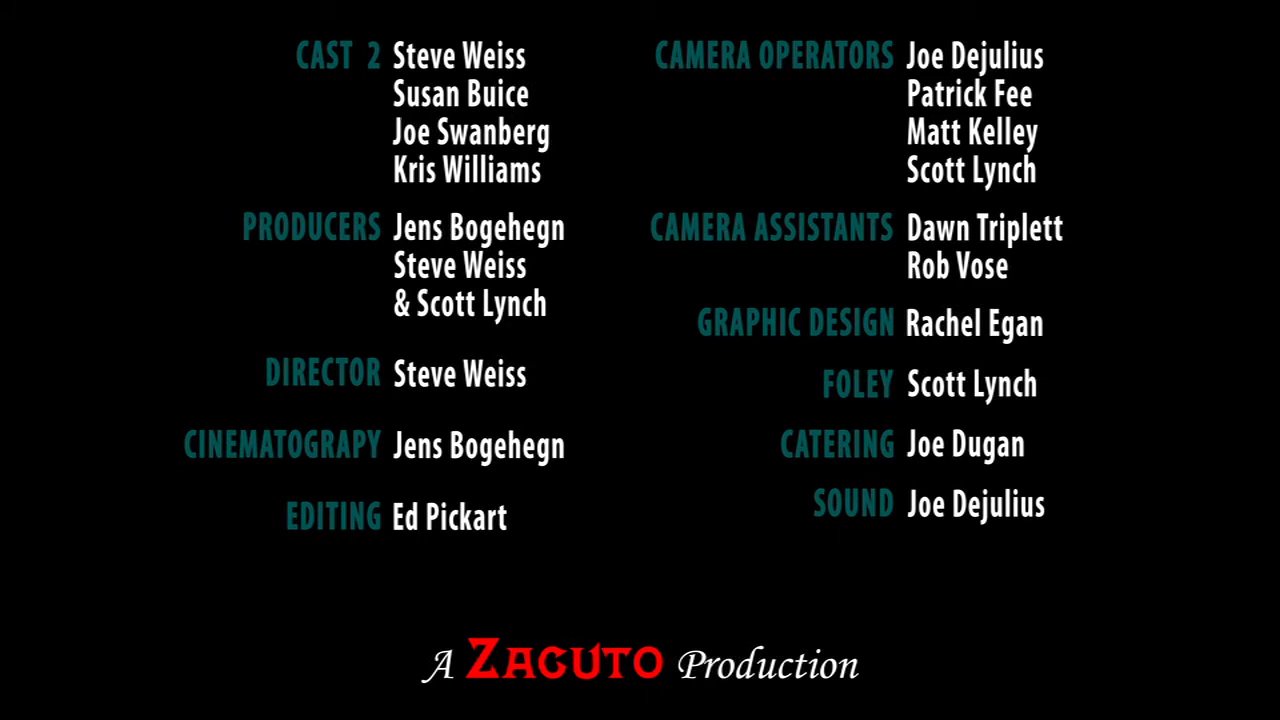 CAST 2 Steve Weiss
Susan Buice
Joe Swanberg
Kris Williams
PRODUCERS Jens Bogehegn
Steve Weiss
& Scott Lynch
DIRECTOR Steve Weiss
CINEMATOGRAPY Jens Bogehegn
EDITING Ed Pickart
CAMERA OPERATORS Joe Dejulius
Patrick Fee
Matt Kelley
Scott Lynch
CAMERA ASSISTANTS Dawn Triplett
Rob Vose
GRAPHIC DESIGN Rachel Egan
FOLEY Scott Lynch
CATERING Joe Dugan
SOUND Joe Dejulius
A ZACUTO Production